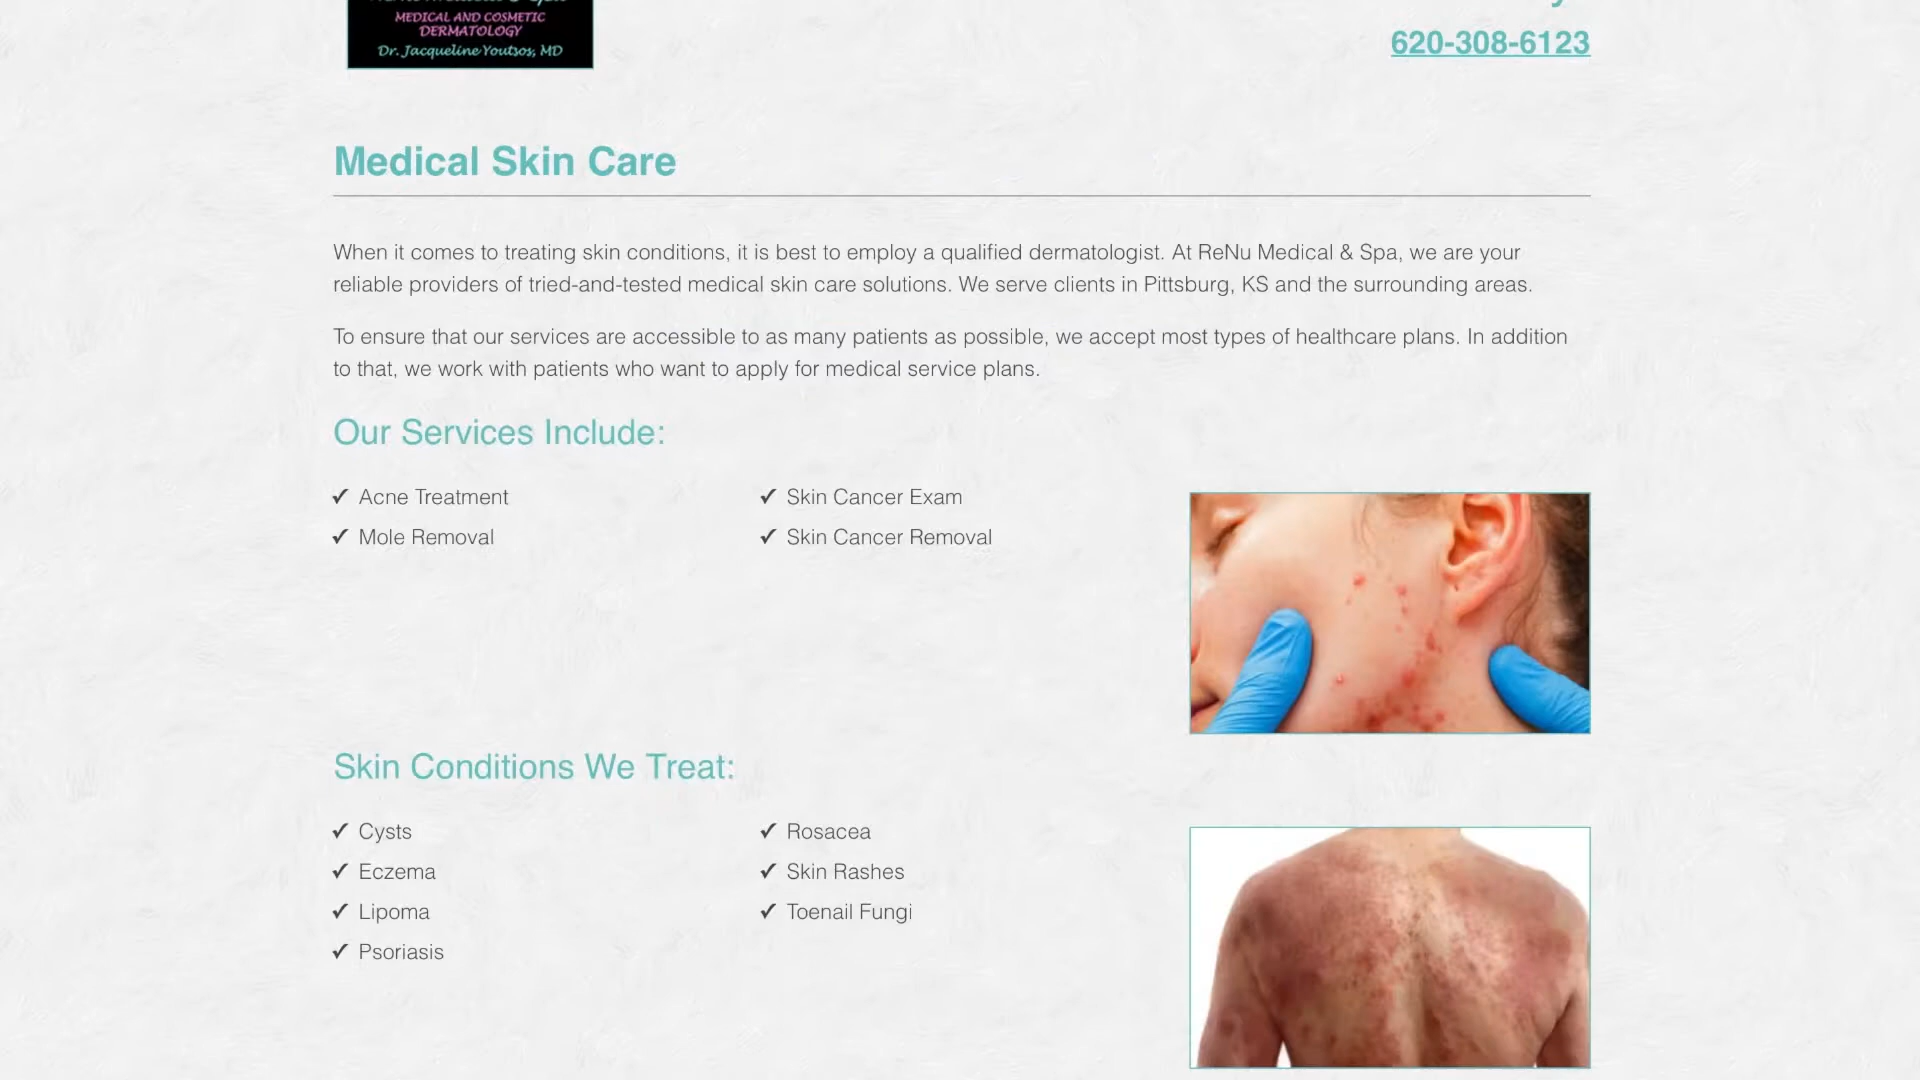 MEDICAL AND COSMETIC
DERMATOLOGY
Dr. Jacqueline Youtsos, MD
620-308-6123
Medical Skin Care
When it comes to treating skin conditions, it is best to employ a qualified dermatologist. At ReNu Medical & Spa, we are your
reliable providers of tried-and-tested medical skin care solutions. We serve clients in Pittsburg, KS and the surrounding areas.
To ensure that our services are accessible to as many patients as possible, we accept most types of healthcare plans. In addition
to that, we work with patients who want to apply for medical service plans.
Our Services Include:
✓ Acne Treatment
✓ Mole Removal
✓ Skin Cancer Exam
✓ Skin Cancer Removal
Skin Conditions We Treat:
✓ Cysts
✓ Eczema
✓ Lipoma
✓ Psoriasis
✓ Rosacea
✓ Skin Rashes
✓ Toenail Fungi